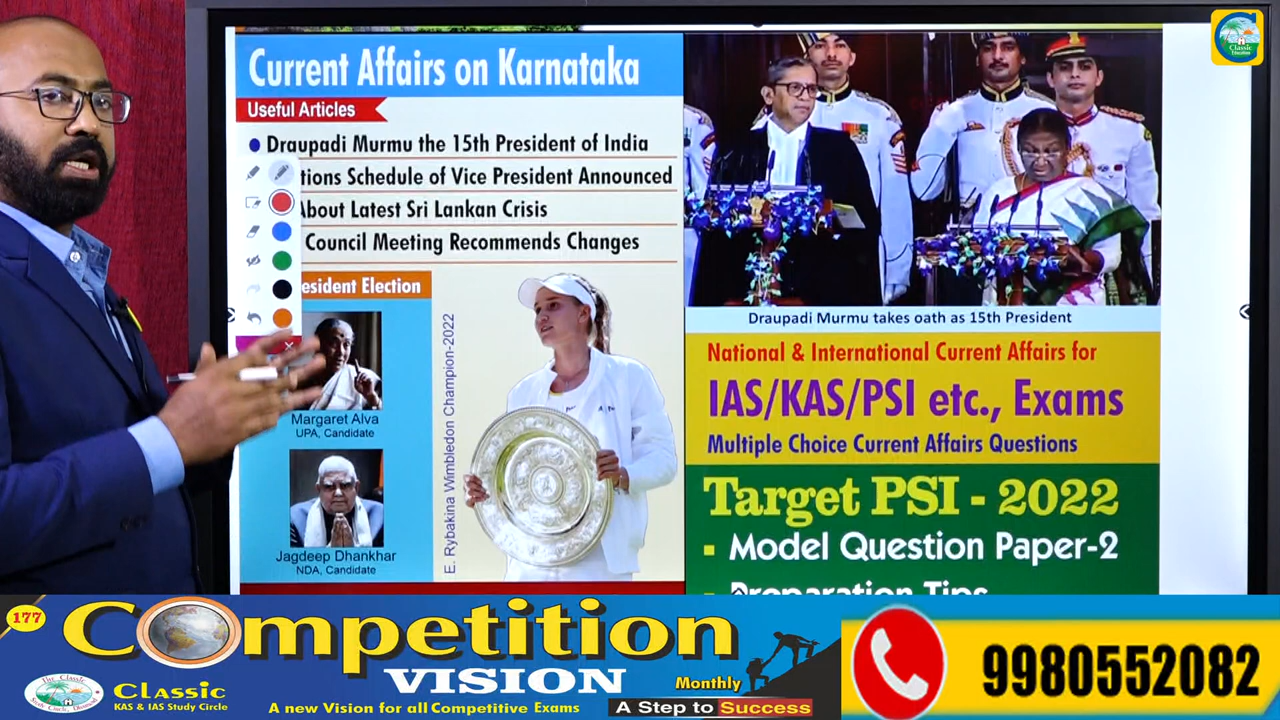 Current Affairs on Karnataka
Useful Articles
Draupadi Murmu the 15th President of India
tions Schedule of Vice President Announced
About Latest Sri Lankan Crisis
Council Meeting Recommends Changes
esident Election
Margaret Alva
UPA, Candidate
Jagdeep Dhankhar
NDA, Candidate
E. Rybakina Wimbledon Champion-2022
Draupadi Murmu takes oath as 15th President
National & International Current Affairs for
IAS/KAS/PSI etc., Exams
Multiple Choice Current Affairs Questions
Target PSI - 2022
Model Question Paper-2
Preparation Tips
Classic
Education
177
Competition
VISION
Monthly
Classic
KAS & IAS Study Circle
A new Vision for all Competitive Exams
A Step to Success
9980552082